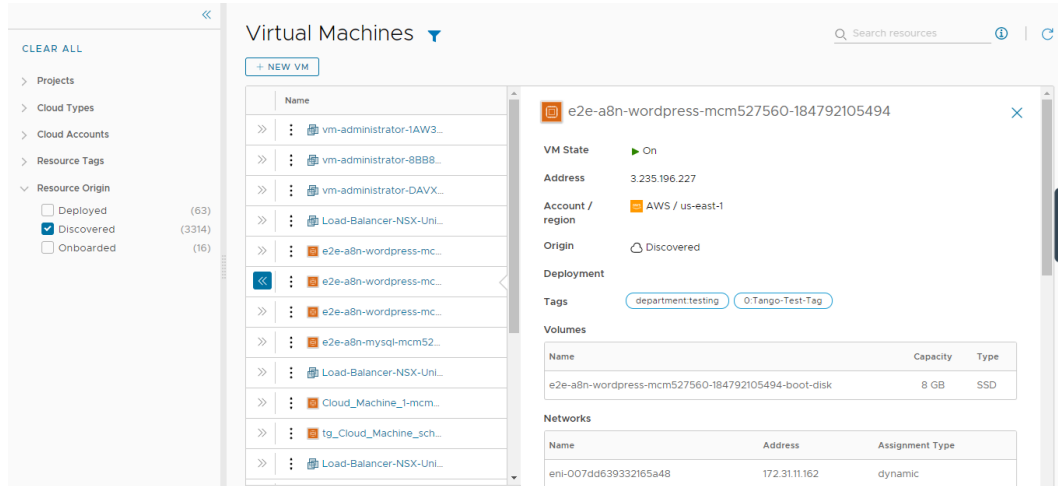 CLEAR ALL
Projects
Cloud Types
Cloud Accounts
Resource Tags
Resource Origin
Deployed (63)
Discovered (3314)
Onboarded (16)
Virtual Machines
Search resources
+ NEW VM
Name
vm-administrator-1AW3...
vm-administrator-8BB8...
vm-administrator-DAVX...
Load-Balancer-NSX-Uni...
e2e-a8n-wordpress-mc...
e2e-a8n-wordpress-mc...
e2e-a8n-wordpress-mc...
e2e-a8n-mysql-mcm52...
Load-Balancer-NSX-Uni...
Cloud_Machine_1-mcm...
tg_Cloud_Machine_sch...
Load-Balancer-NSX-Uni...
e2e-a8n-wordpress-mcm527560-184792105494
VM State On
Address 3.235.196.227
Account / region AWS / us-east-1
Origin Discovered
Deployment
Tags department:testing 0:Tango-Test-Tag
Volumes
Name Capacity Type
e2e-a8n-wordpress-mcm527560-184792105494-boot-disk 8 GB SSD
Networks
Name Address Assignment Type
eni-007dd639332165a48 172.31.11.162 dynamic